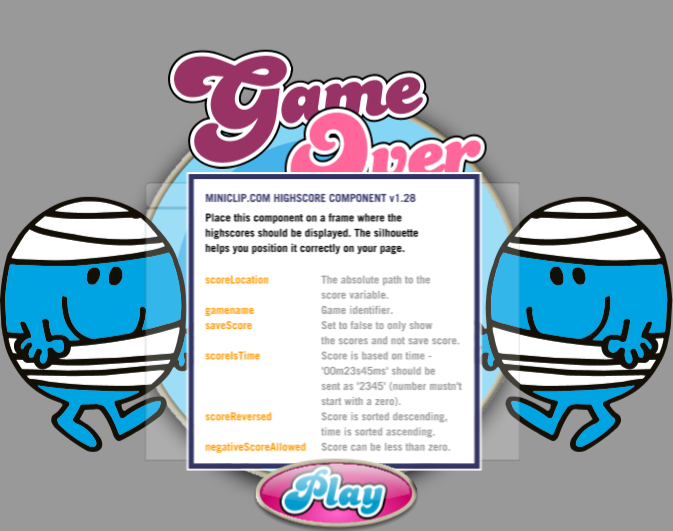 Game
Over
MINICLIP.COM HIGHSCORE COMPONENT v1.28
Place this component on a frame where the
highscores should be displayed. The silhouette
helps you position it correctly on your page.
scoreLocation The absolute path to the
score variable.
gamename Game identifier.
saveScore Set to false to only show
the scores and not save score.
scoreIsTime Score is based on time -
'00m23s45ms' should be
sent as '2345' (number mustn't
start with a zero).
scoreReversed Score is sorted descending,
time is sorted ascending.
negativeScoreAllowed Score can be less than zero.
Play